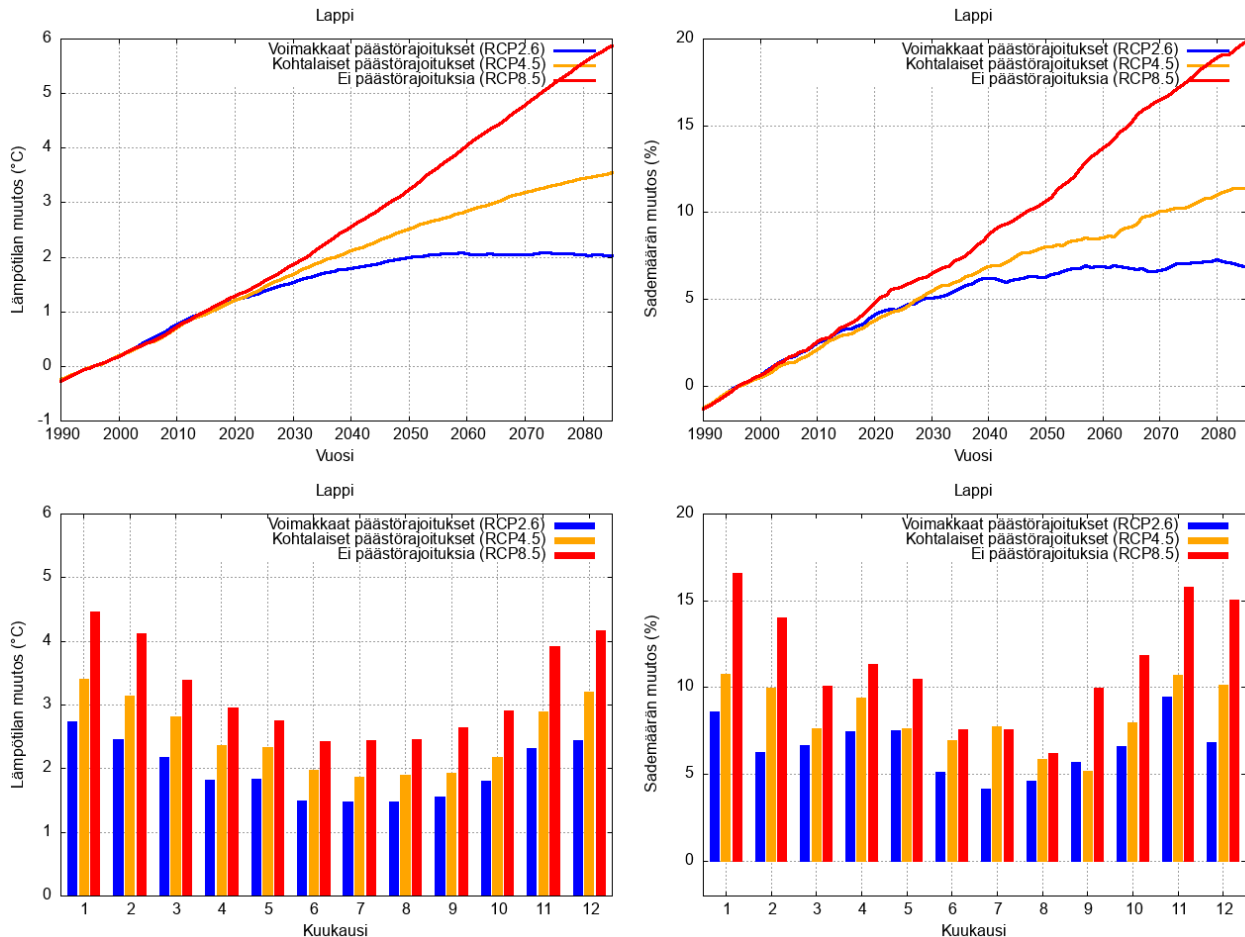 Lappi
Lämpötilan muutos (°C)
6
5
4
3
2
1
0
-1
Voimakkaat päästörajoitukset (RCP2.6)
Kohtalaiset päästörajoitukset (RCP4.5)
Ei päästörajoituksia (RCP8.5)
1990 2000 2010 2020 2030 2040 2050 2060 2070 2080
Vuosi
Lappi
Sademäärän muutos (%)
20
15
10
5
0
Voimakkaat päästörajoitukset (RCP2.6)
Kohtalaiset päästörajoitukset (RCP4.5)
Ei päästörajoituksia (RCP8.5)
1990 2000 2010 2020 2030 2040 2050 2060 2070 2080
Vuosi
Lappi
Lämpötilan muutos (°C)
6
5
4
3
2
1
0
Voimakkaat päästörajoitukset (RCP2.6)
Kohtalaiset päästörajoitukset (RCP4.5)
Ei päästörajoituksia (RCP8.5)
1 2 3 4 5 6 7 8 9 10 11 12
Kuukausi
Lappi
Sademäärän muutos (%)
20
15
10
5
0
Voimakkaat päästörajoitukset (RCP2.6)
Kohtalaiset päästörajoitukset (RCP4.5)
Ei päästörajoituksia (RCP8.5)
1 2 3 4 5 6 7 8 9 10 11 12
Kuukausi